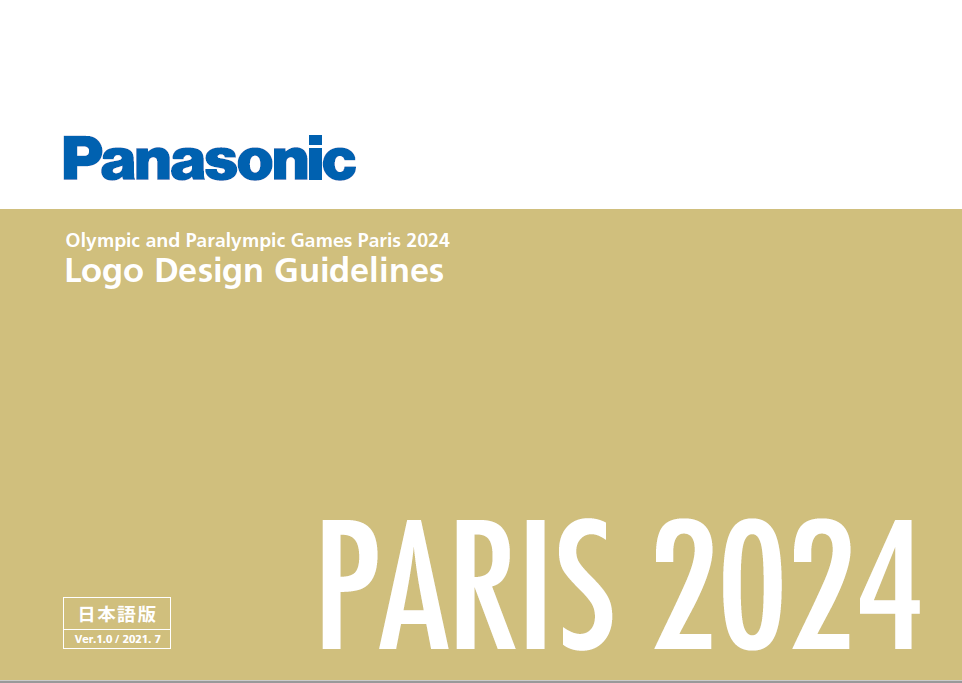 Panasonic
Olympic and Paralympic Games Paris 2024
Logo Design Guidelines
PARIS 2024
日本語版
Ver.1.0 / 2021. 7